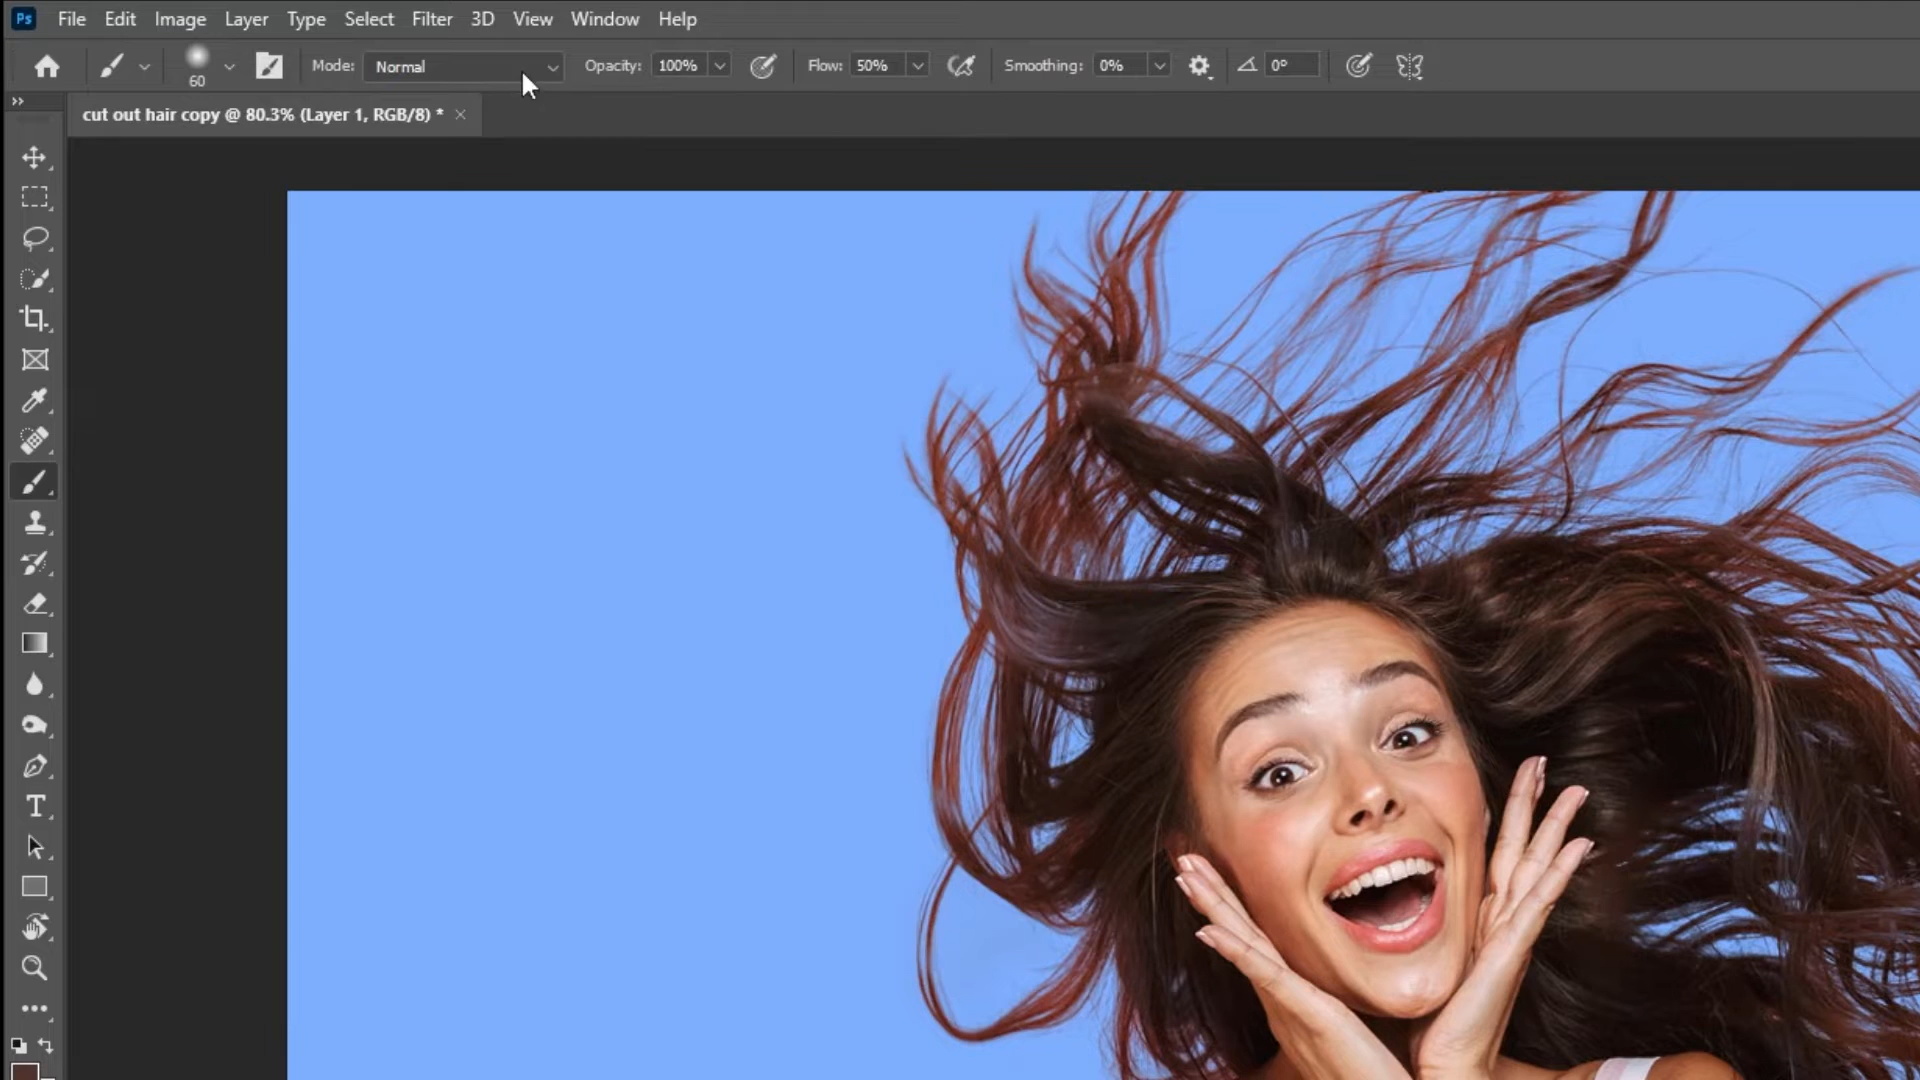 Ps File Edit Image Layer Type Select Filter 3D View Window Help
60 Mode: Normal Opacity: 100% Flow: 50% Smoothing: 0% 0°
cut out hair copy @ 80.3% (Layer 1, RGB/8) *